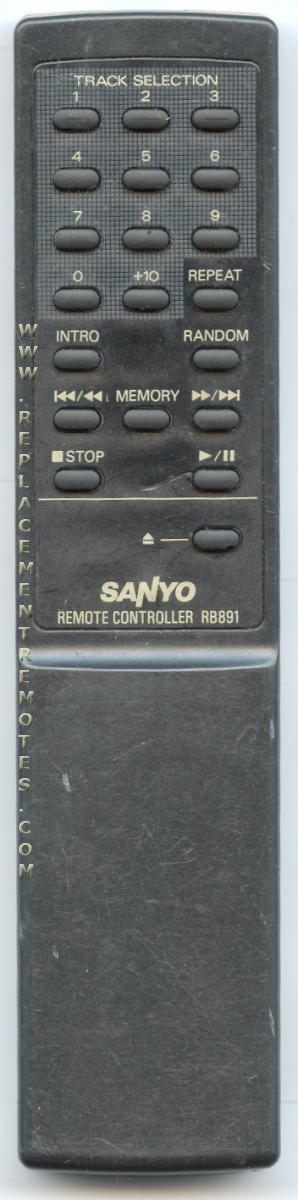 TRACK SELECTION
1 2 3
4 5 6
7 8 9
0 +10 REPEAT
INTRO RANDOM
⏮/◀◀ MEMORY ▶▶/⏭
■ STOP ▶/II
⏏
SANYO
REMOTE CONTROLLER RB891
WWW.REPLACEMENTREMOTES.COM